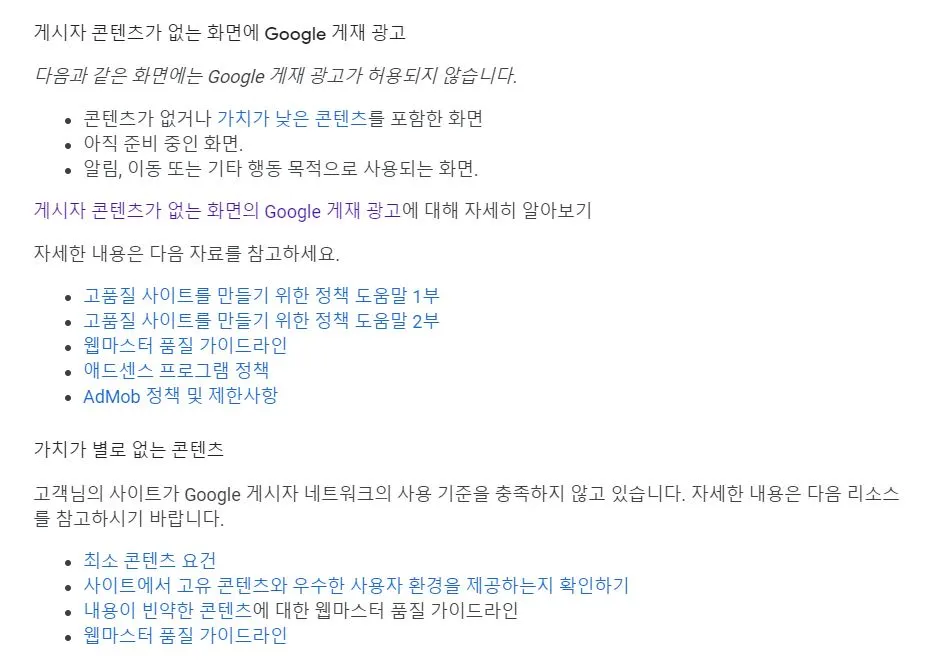 게시자 콘텐츠가 없는 화면에 Google 게재 광고
다음과 같은 화면에는 Google 게재 광고가 허용되지 않습니다.
• 콘텐츠가 없거나 가치가 낮은 콘텐츠를 포함한 화면
• 아직 준비 중인 화면.
• 알림, 이동 또는 기타 행동 목적으로 사용되는 화면.
게시자 콘텐츠가 없는 화면의 Google 게재 광고에 대해 자세히 알아보기
자세한 내용은 다음 자료를 참고하세요.
• 고품질 사이트를 만들기 위한 정책 도움말 1부
• 고품질 사이트를 만들기 위한 정책 도움말 2부
• 웹마스터 품질 가이드라인
• 애드센스 프로그램 정책
• AdMob 정책 및 제한사항
가치가 별로 없는 콘텐츠
고객님의 사이트가 Google 게시자 네트워크의 사용 기준을 충족하지 않고 있습니다. 자세한 내용은 다음 리소스
를 참고하시기 바랍니다.
• 최소 콘텐츠 요건
• 사이트에서 고유 콘텐츠와 우수한 사용자 환경을 제공하는지 확인하기
• 내용이 빈약한 콘텐츠에 대한 웹마스터 품질 가이드라인
• 웹마스터 품질 가이드라인